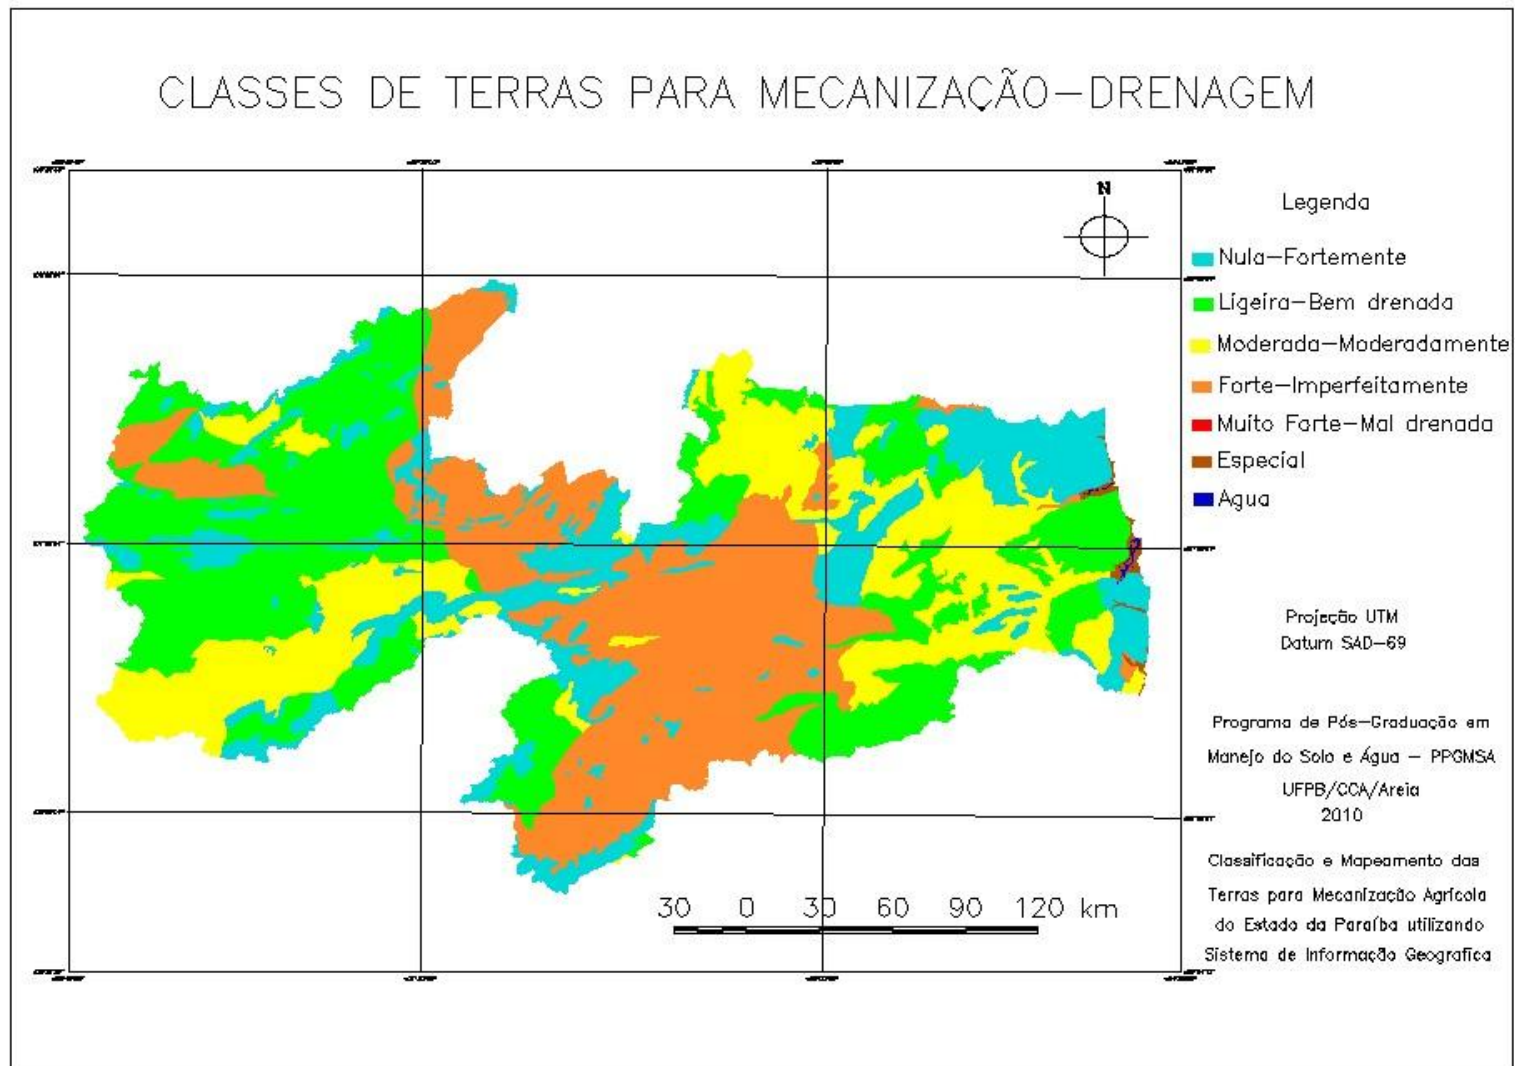 CLASSES DE TERRAS PARA MECANIZAÇÃO-DRENAGEM
N
Legenda
Nula-Fortemente
Ligeira-Bem drenada
Moderada-Moderadamente
Forte-Imperfeitamente
Muito Forte-Mal drenada
Especial
Agua
Projeção UTM
Datum SAD-69
Programa de Pós-Graduação em
Manejo do Solo e Água - PPGMSA
UFPB/CCA/Areia
2010
Classificação e Mapeamento das
Terras para Mecanização Agrícola
do Estado da Paraíba utilizando
Sistema de Informação Geografica
30 0 30 60 90 120 km